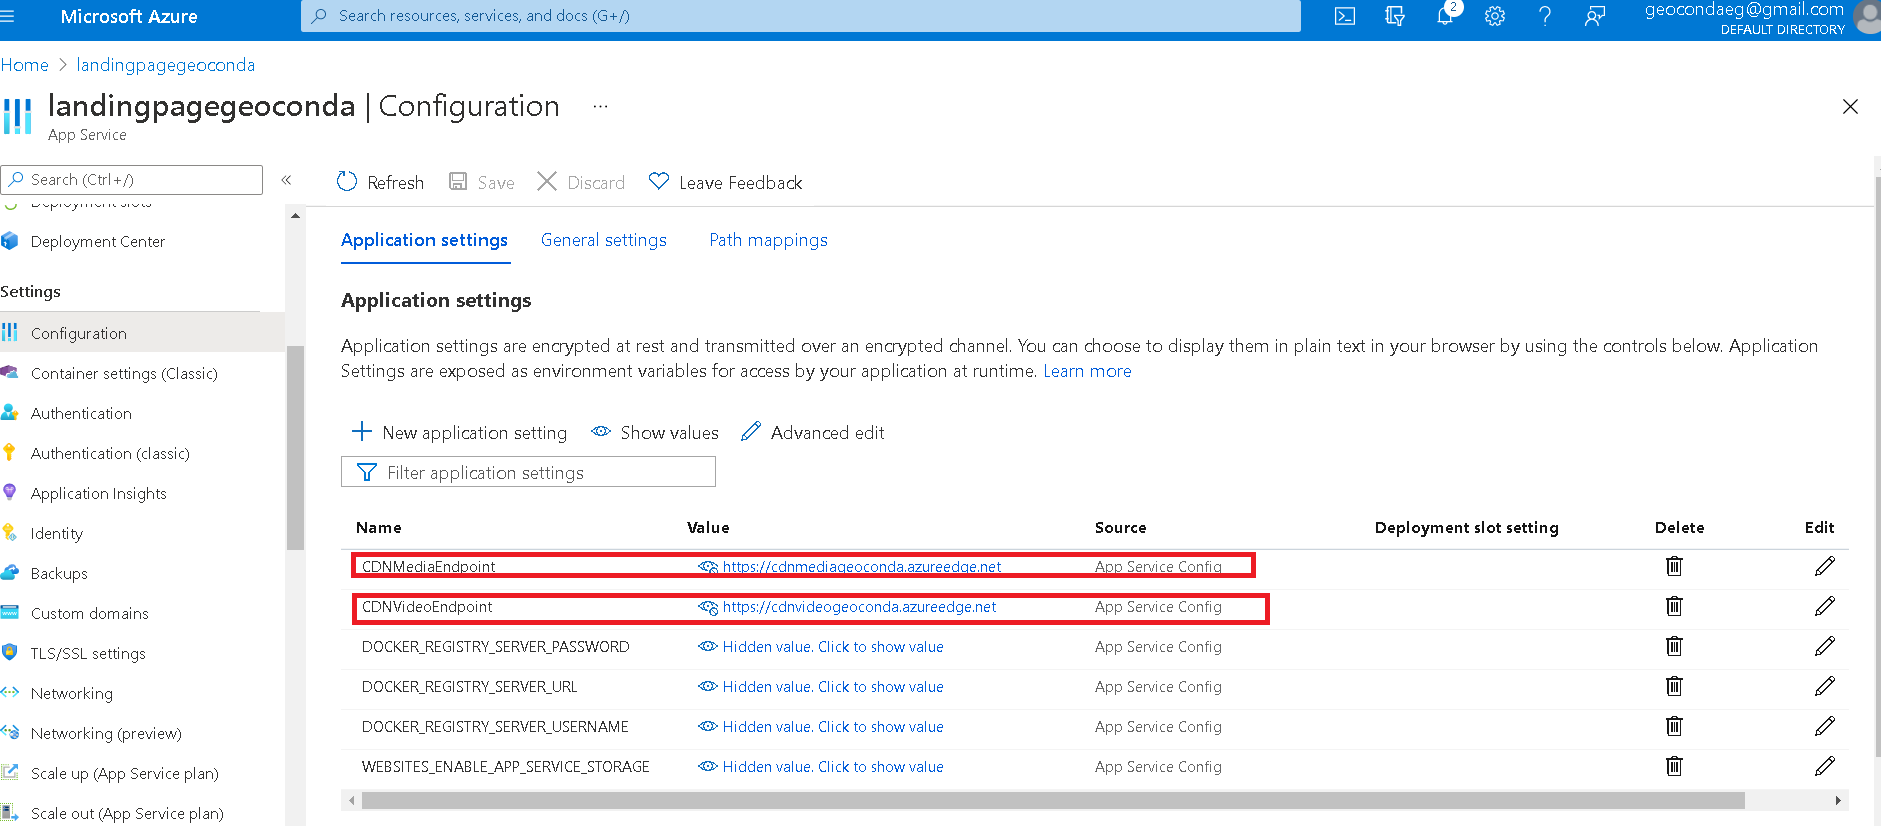 Microsoft Azure
Search resources, services, and docs (G+/)
2
geocondaeg@gmail.com
DEFAULT DIRECTORY
Home > landingpagegeoconda
landingpagegeoconda | Configuration ...
App Service
Search (Ctrl+/)
«
Refresh
Save
Discard
Leave Feedback
Deployment slots
Deployment Center
Settings
Configuration
Container settings (Classic)
Authentication
Authentication (classic)
Application Insights
Identity
Backups
Custom domains
TLS/SSL settings
Networking
Networking (preview)
Scale up (App Service plan)
Scale out (App Service plan)
Application settings General settings Path mappings
Application settings
Application settings are encrypted at rest and transmitted over an encrypted channel. You can choose to display them in plain text in your browser by using the controls below. Application
Settings are exposed as environment variables for access by your application at runtime. Learn more
New application setting Show values Advanced edit
Filter application settings
Name Value Source Deployment slot setting Delete Edit
CDNMediaEndpoint https://cdnmediageoconda.azureedge.net App Service Config
CDNVideoEndpoint https://cdnvideogeoconda.azureedge.net App Service Config
DOCKER_REGISTRY_SERVER_PASSWORD Hidden value. Click to show value App Service Config
DOCKER_REGISTRY_SERVER_URL Hidden value. Click to show value App Service Config
DOCKER_REGISTRY_SERVER_USERNAME Hidden value. Click to show value App Service Config
WEBSITES_ENABLE_APP_SERVICE_STORAGE Hidden value. Click to show value App Service Config